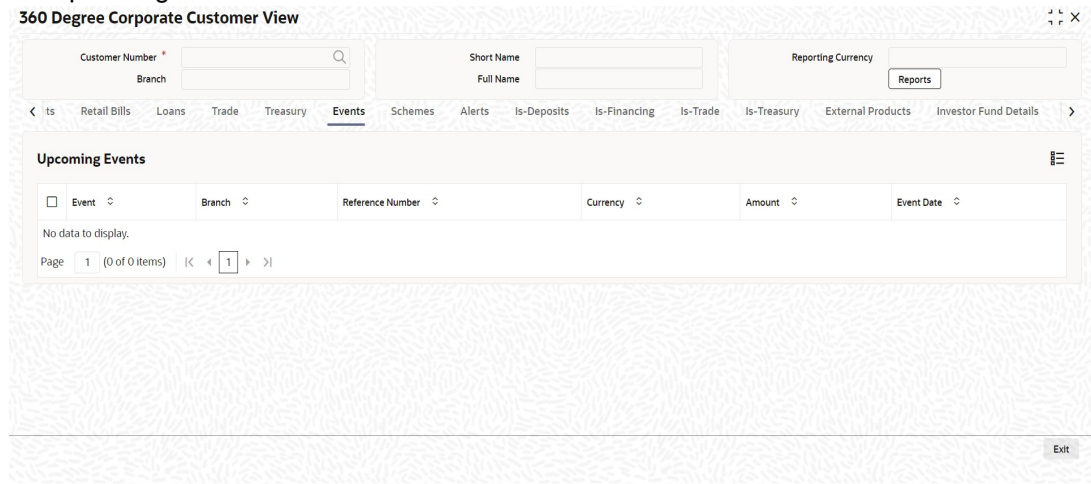 360 Degree Corporate Customer View
Customer Number *
Branch
Short Name
Full Name
Reporting Currency
Reports
ts Retail Bills Loans Trade Treasury Events Schemes Alerts Is-Deposits Is-Financing Is-Trade Is-Treasury External Products Investor Fund Details
Upcoming Events
Event Branch Reference Number Currency Amount Event Date
No data to display.
Page 1 (0 of 0 items) 1
Exit